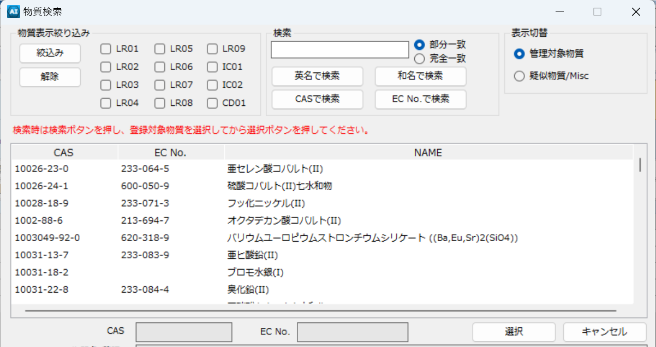 物質検索
物質表示絞り込み
絞込み
解除
LR01 LR05 LR09
LR02 LR06 IC01
LR03 LR07 IC02
LR04 LR08 CD01
検索
部分一致
完全一致
英名で検索 和名で検索
CASで検索 EC No.で検索
表示切替
管理対象物質
疑似物質/Misc
検索時は検索ボタンを押し、登録対象物質を選択してから選択ボタンを押してください。
CAS EC No. NAME
10026-23-0 233-064-5 亜セレン酸コバルト(II)
10026-24-1 600-050-9 硫酸コバルト(II)七水和物
10028-18-9 233-071-3 フッ化ニッケル(II)
1002-88-6 213-694-7 オクタデカン酸コバルト(II)
1003049-92-0 620-318-9 バリウムユーロピウムストロンチウムシリケート ((Ba,Eu,Sr)2(SiO4))
10031-13-7 233-083-9 亜ヒ酸鉛(II)
10031-18-2 ブロモ水銀(I)
10031-22-8 233-084-4 臭化鉛(II)
CAS EC No. 選択 キャンセル